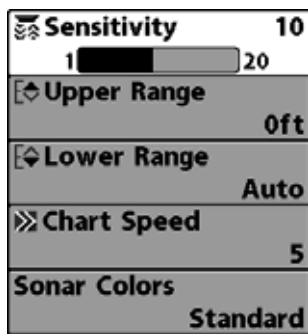 Sensitivity 10
1 20
Upper Range
0ft
Lower Range
Auto
Chart Speed
5
Sonar Colors
Standard